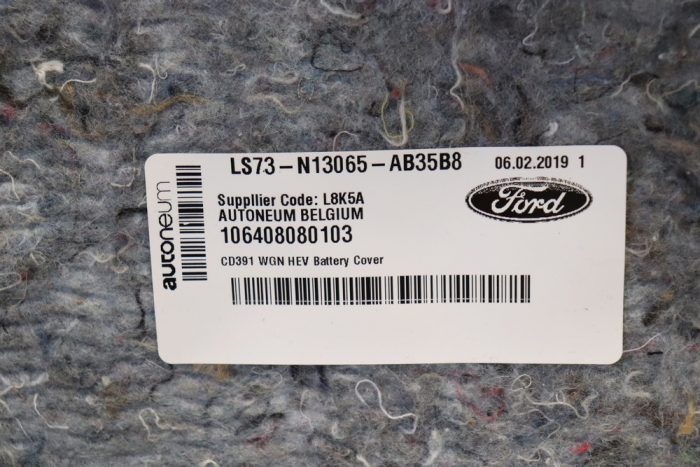 autoneum
LS73-N13065-AB35B8 06.02.2019 1
Ford
Suppllier Code: L8K5A
AUTONEUM BELGIUM
106408080103
CD391 WGN HEV Battery Cover